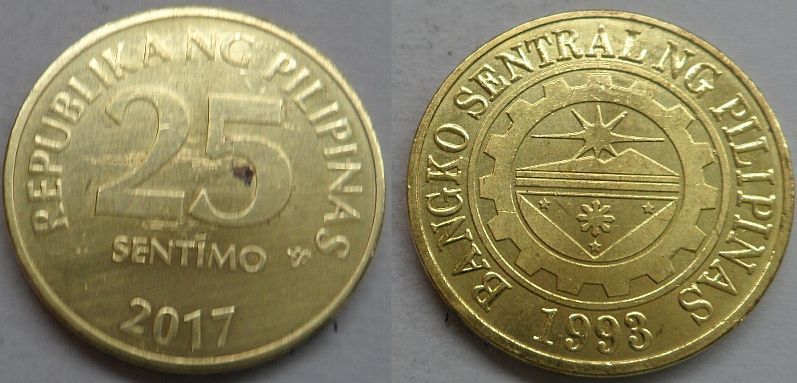 REPUBLIKA NG PILIPINAS
25
SENTIMO
2017
BANGKO SENTRAL NG PILIPINAS
1993